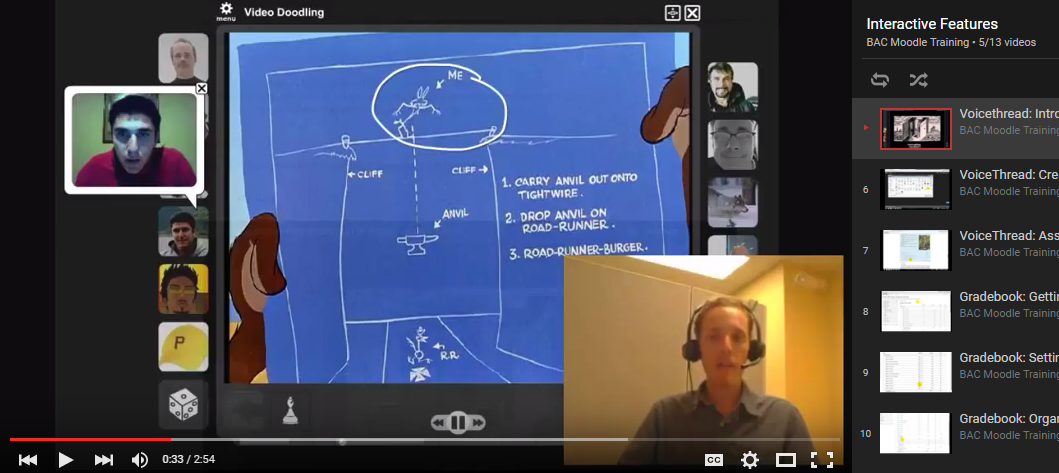 menu
Video Doodling
ME
CLIFF
CLIFF
ANVIL
1. CARRY ANVIL OUT ONTO
TIGHTWIRE.
2. DROP ANVIL ON
ROAD-RUNNER.
3. ROAD-RUNNER-BURGER.
R.R.
P
0:33 / 2:54
CC
Interactive Features
BAC Moodle Training • 5/13 videos
Voicethread: Intro
BAC Moodle Training
6
VoiceThread: Cre
BAC Moodle Training
7
VoiceThread: Ass
BAC Moodle Training
8
Gradebook: Gettin
BAC Moodle Training
9
Gradebook: Settin
BAC Moodle Training
10
Gradebook: Organ
BAC Moodle Training